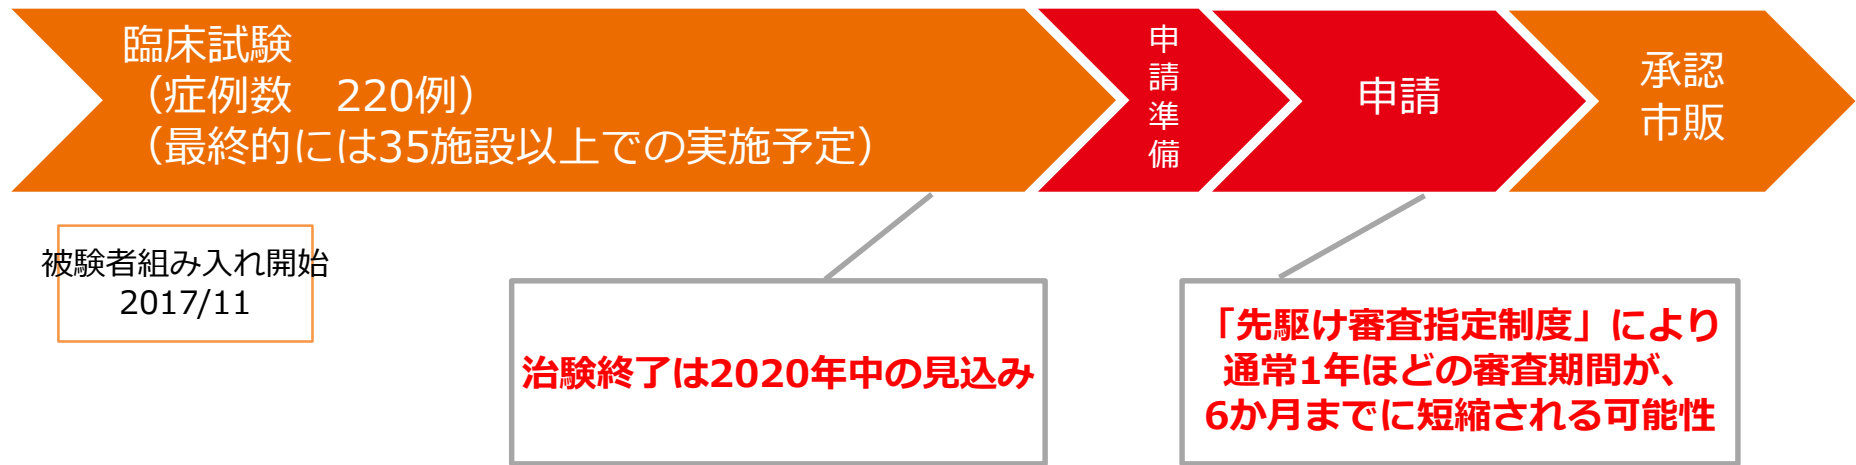 臨床試験
（症例数　220例）
（最終的には35施設以上での実施予定）
申請準備
申請
承認
市販
被験者組み入れ開始
2017/11
治験終了は2020年中の見込み
「先駆け審査指定制度」により
通常1年ほどの審査期間が、
6か月までに短縮される可能性